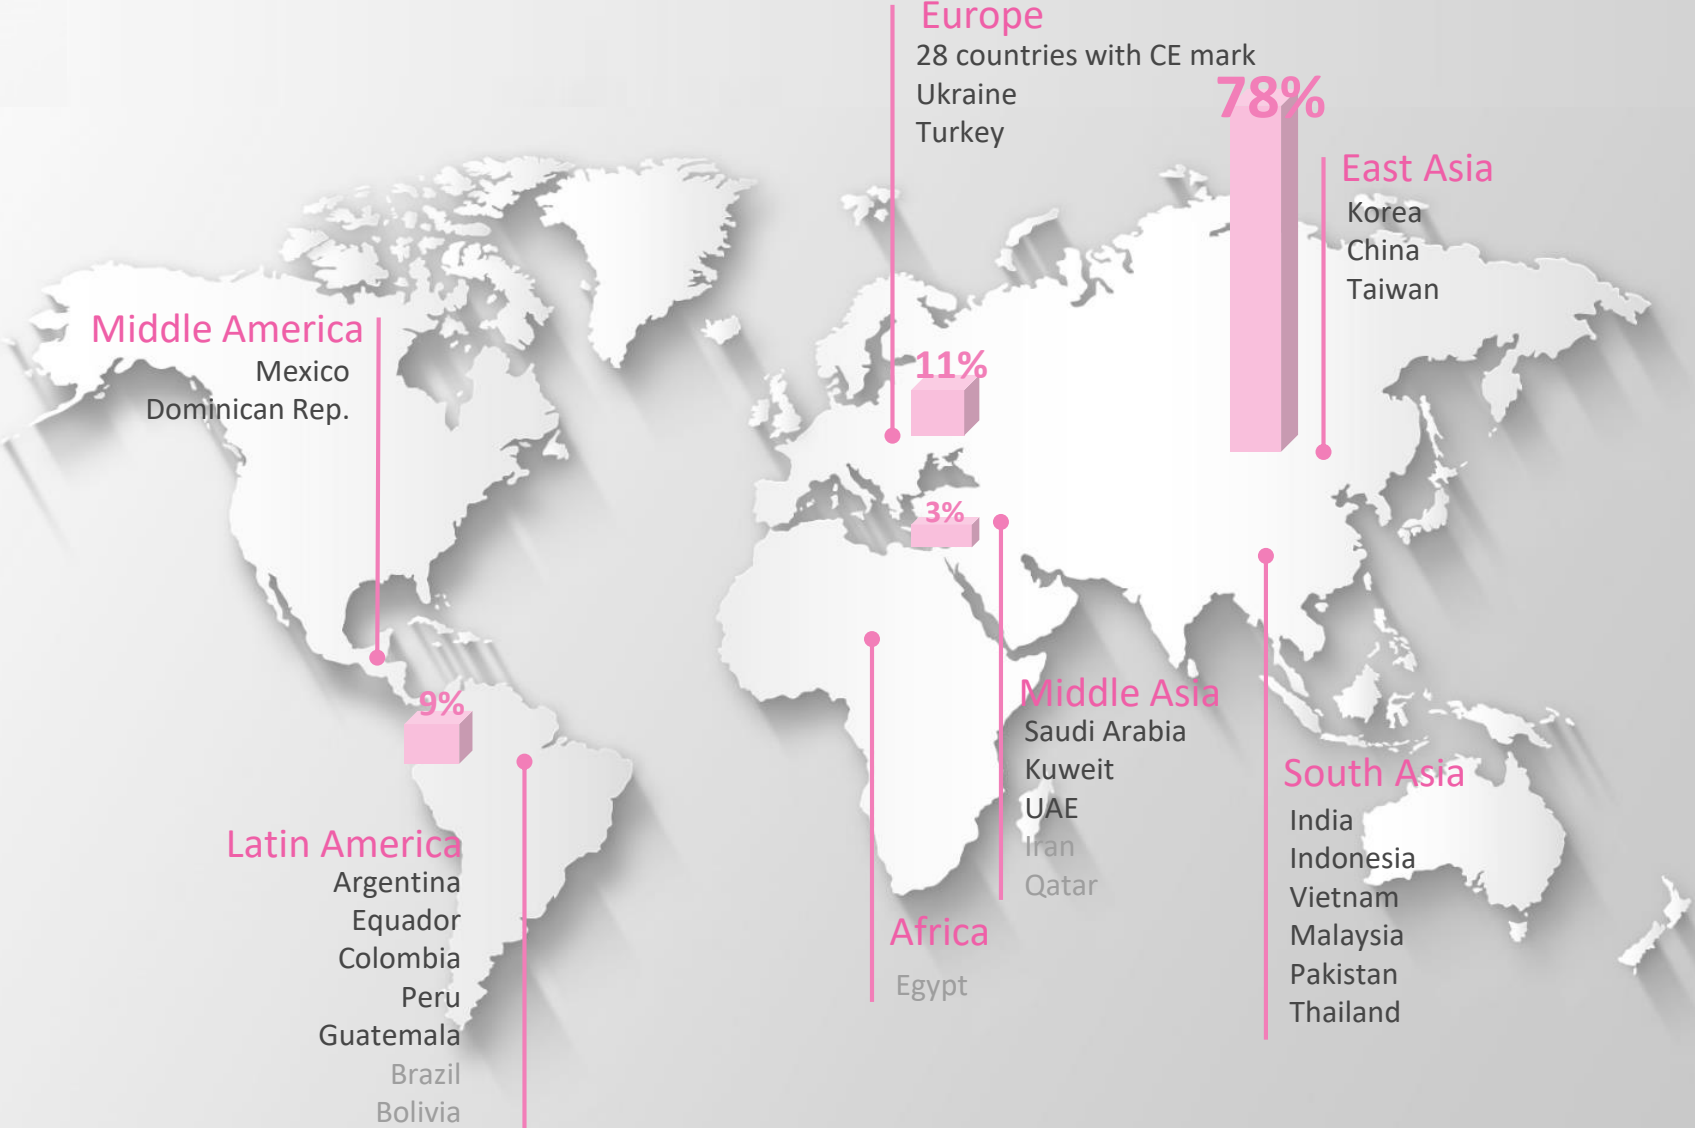 Europe
28 countries with CE mark
Ukraine
Turkey
78%
East Asia
Korea
China
Taiwan
Middle America
Mexico
Dominican Rep.
11%
3%
9%
Middle Asia
Saudi Arabia
Kuweit
UAE
Iran
Qatar
South Asia
India
Indonesia
Vietnam
Malaysia
Pakistan
Thailand
Latin America
Argentina
Equador
Colombia
Peru
Guatemala
Brazil
Bolivia
Africa
Egypt